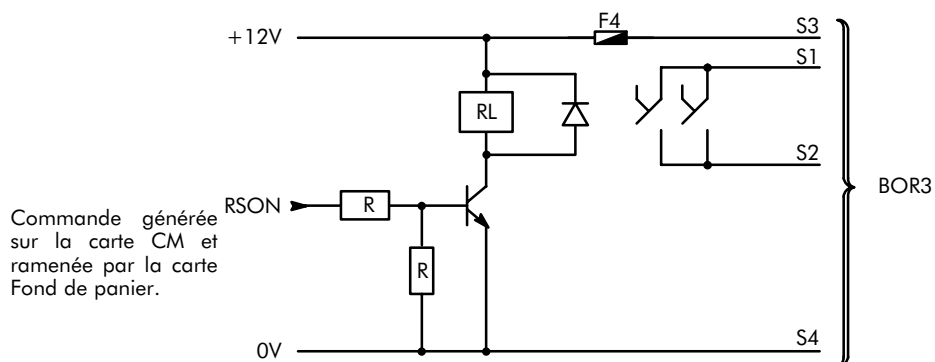 F4
+12V
S3
S1
RL
S2
BOR3
RSON
R
Commande générée
sur la carte CM et
ramenée par la carte
Fond de panier.
R
0V
S4